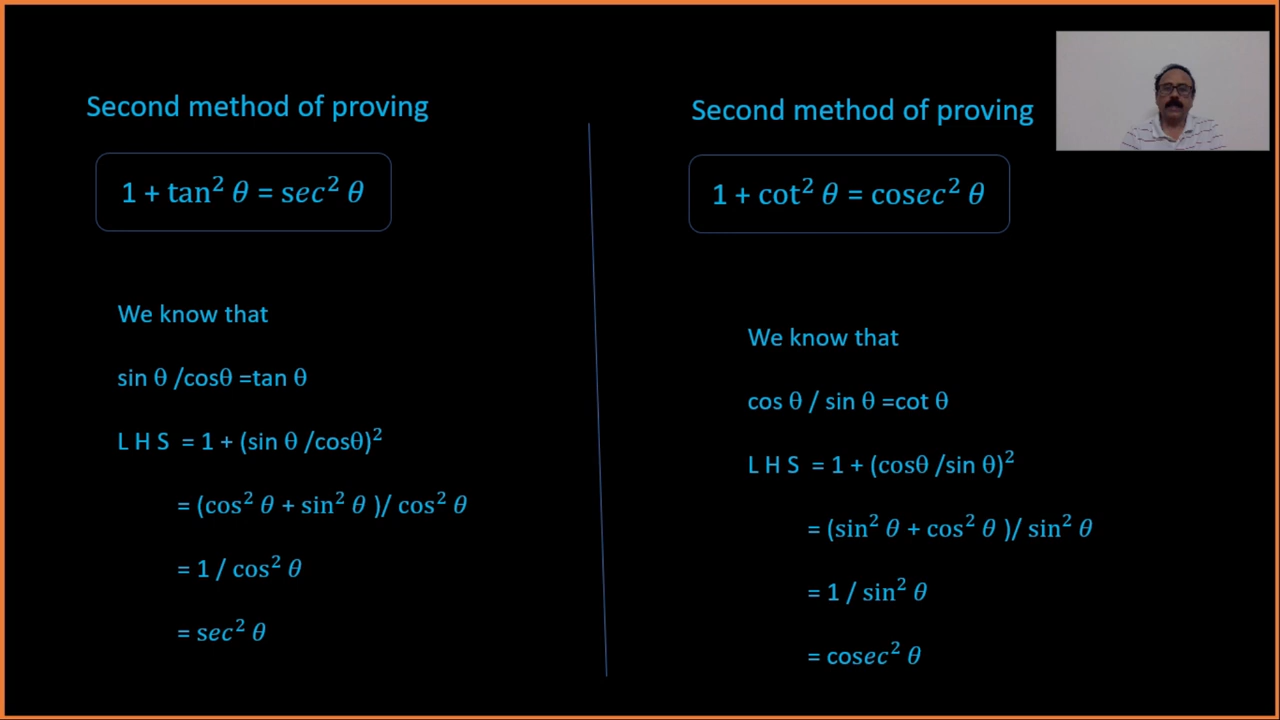 Second method of proving
1 + tan² θ = sec² θ
We know that
sin θ /cosθ =tan θ
L H S = 1 + (sin θ /cosθ)²
= (cos² θ + sin² θ )/ cos² θ
= 1 / cos² θ
= sec² θ
Second method of proving
1 + cot² θ = cosec² θ
We know that
cos θ / sin θ =cot θ
L H S = 1 + (cosθ /sin θ)²
= (sin² θ + cos² θ )/ sin² θ
= 1 / sin² θ
= cosec² θ